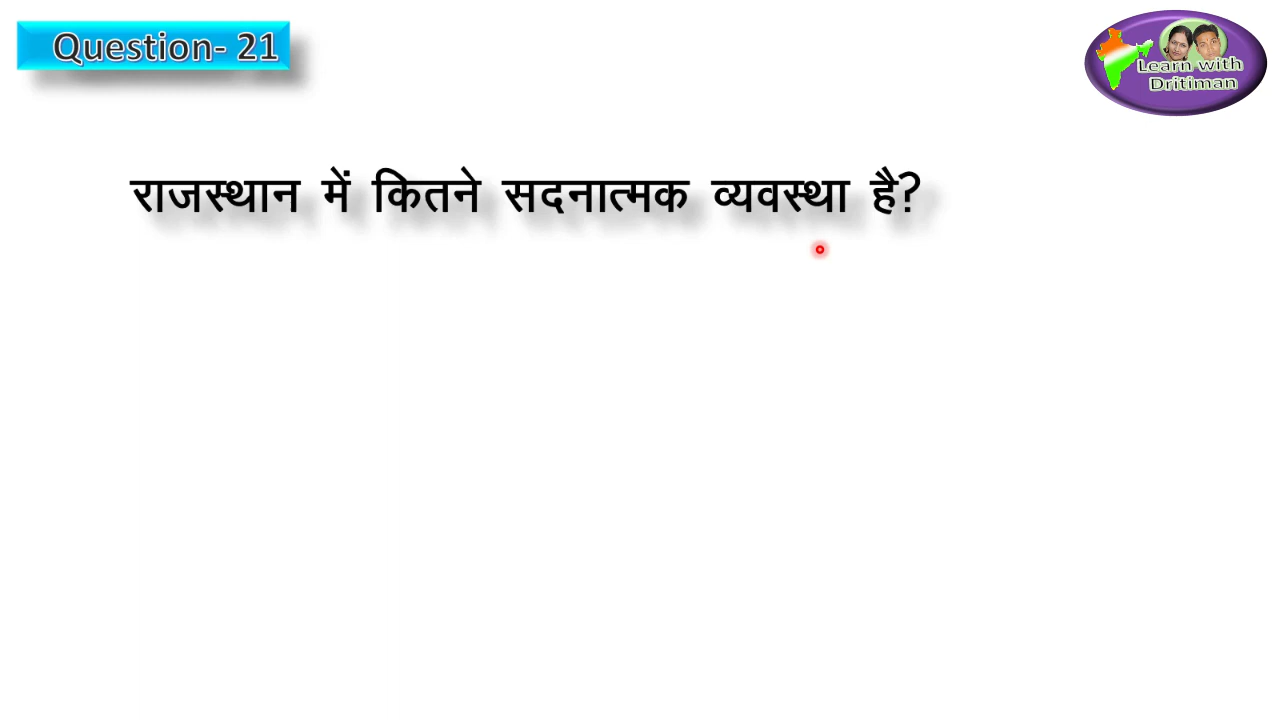 Question- 21
Learn with
Dritiman
राजस्थान में कितने सदनात्मक व्यवस्था है?